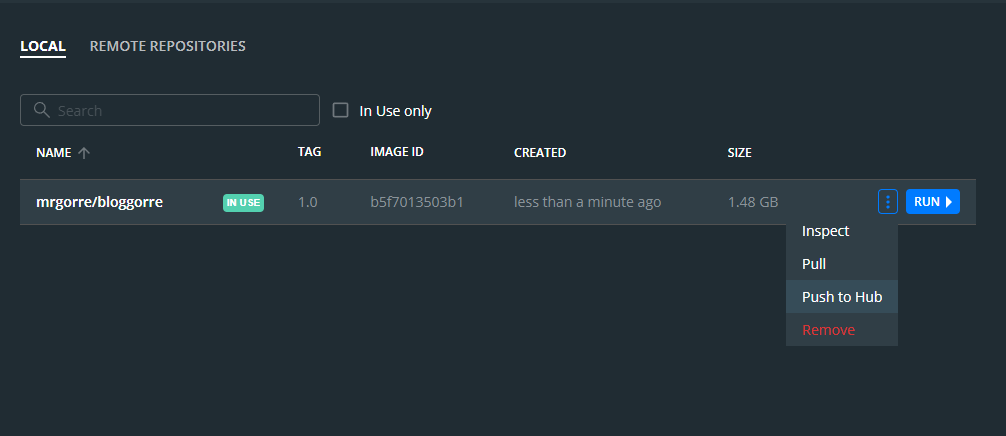 LOCAL REMOTE REPOSITORIES
Search In Use only
NAME TAG IMAGE ID CREATED SIZE
mrgorre/bloggorre IN USE 1.0 b5f7013503b1 less than a minute ago 1.48 GB RUN
Inspect
Pull
Push to Hub
Remove